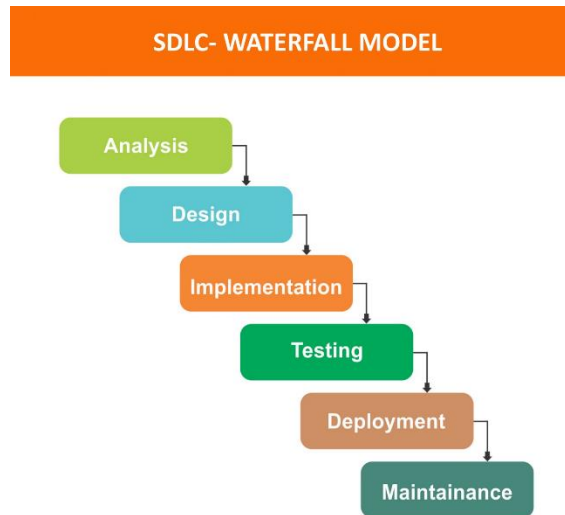 SDLC- WATERFALL MODEL
Analysis
Design
Implementation
Testing
Deployment
Maintainance